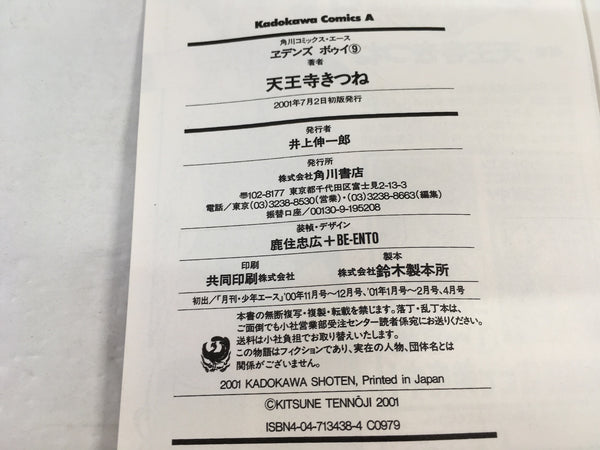 Kadokawa Comics A
角川コミックス・エース
ヱデンズ ボゥイ⑨
著者
天王寺きつね
2001年7月2日初版発行
発行者
井上伸一郎
発行所
株式会社角川書店
〠102-8177 東京都千代田区富士見2-13-3
電話／東京(03)3238-8530(営業)・(03)3238-8663(編集)
振替口座／00130-9-195208
装楨・デザイン
鹿住忠広+BE-ENTO
印刷
共同印刷株式会社
製本
株式会社鈴木製本所
初出／「月刊・少年エース」'00年11月号〜12月号、'01年1月号〜2月号、4月号
本書の無断複写・複製・転載を禁じます。落丁・乱丁本は、
ご面倒でも小社営業部受注センター読者係宛にお送りください。
送料は小社負担でお取り替えいたします。
この物語はフィクションであり、実在の人物、団体名とは
関係がございません。
2001 KADOKAWA SHOTEN, Printed in Japan
©KITSUNE TENNŌJI 2001
ISBN4-04-713438-4 C0979